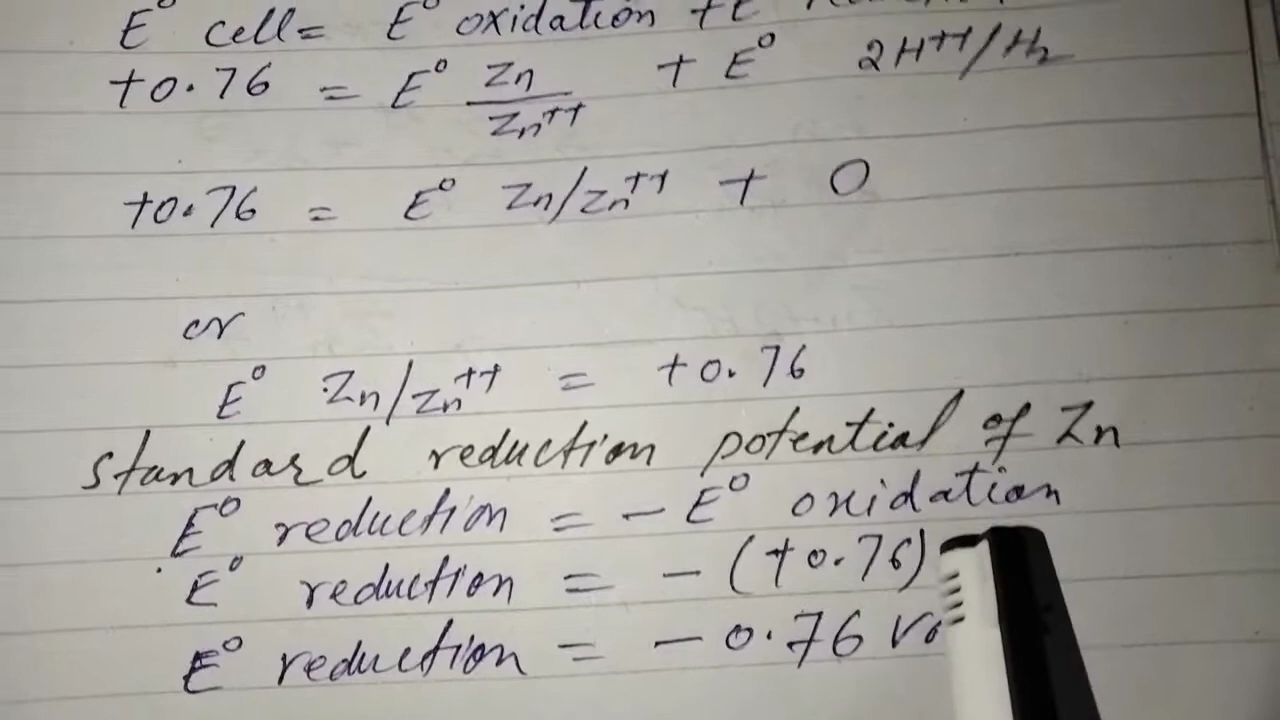 E° cell = E° oxidation + E°
+0.76 = E° Zn/Zn++ + E° 2H++/H2
+0.76 = E° Zn/Zn++ + 0
or
E° Zn/Zn++ = +0.76
standard reduction potential of Zn
E° reduction = - E° oxidation
E° reduction = - (+0.76)
E° reduction = - 0.76